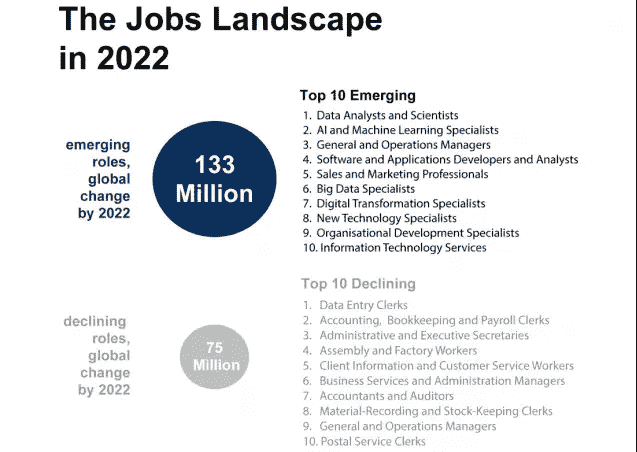 The Jobs Landscape
in 2022
emerging
roles,
global
change
by 2022
133
Million
Top 10 Emerging
1. Data Analysts and Scientists
2. AI and Machine Learning Specialists
3. General and Operations Managers
4. Software and Applications Developers and Analysts
5. Sales and Marketing Professionals
6. Big Data Specialists
7. Digital Transformation Specialists
8. New Technology Specialists
9. Organisational Development Specialists
10. Information Technology Services
declining
roles,
global
change
by 2022
75
Million
Top 10 Declining
1. Data Entry Clerks
2. Accounting, Bookkeeping and Payroll Clerks
3. Administrative and Executive Secretaries
4. Assembly and Factory Workers
5. Client Information and Customer Service Workers
6. Business Services and Administration Managers
7. Accountants and Auditors
8. Material-Recording and Stock-Keeping Clerks
9. General and Operations Managers
10. Postal Service Clerks